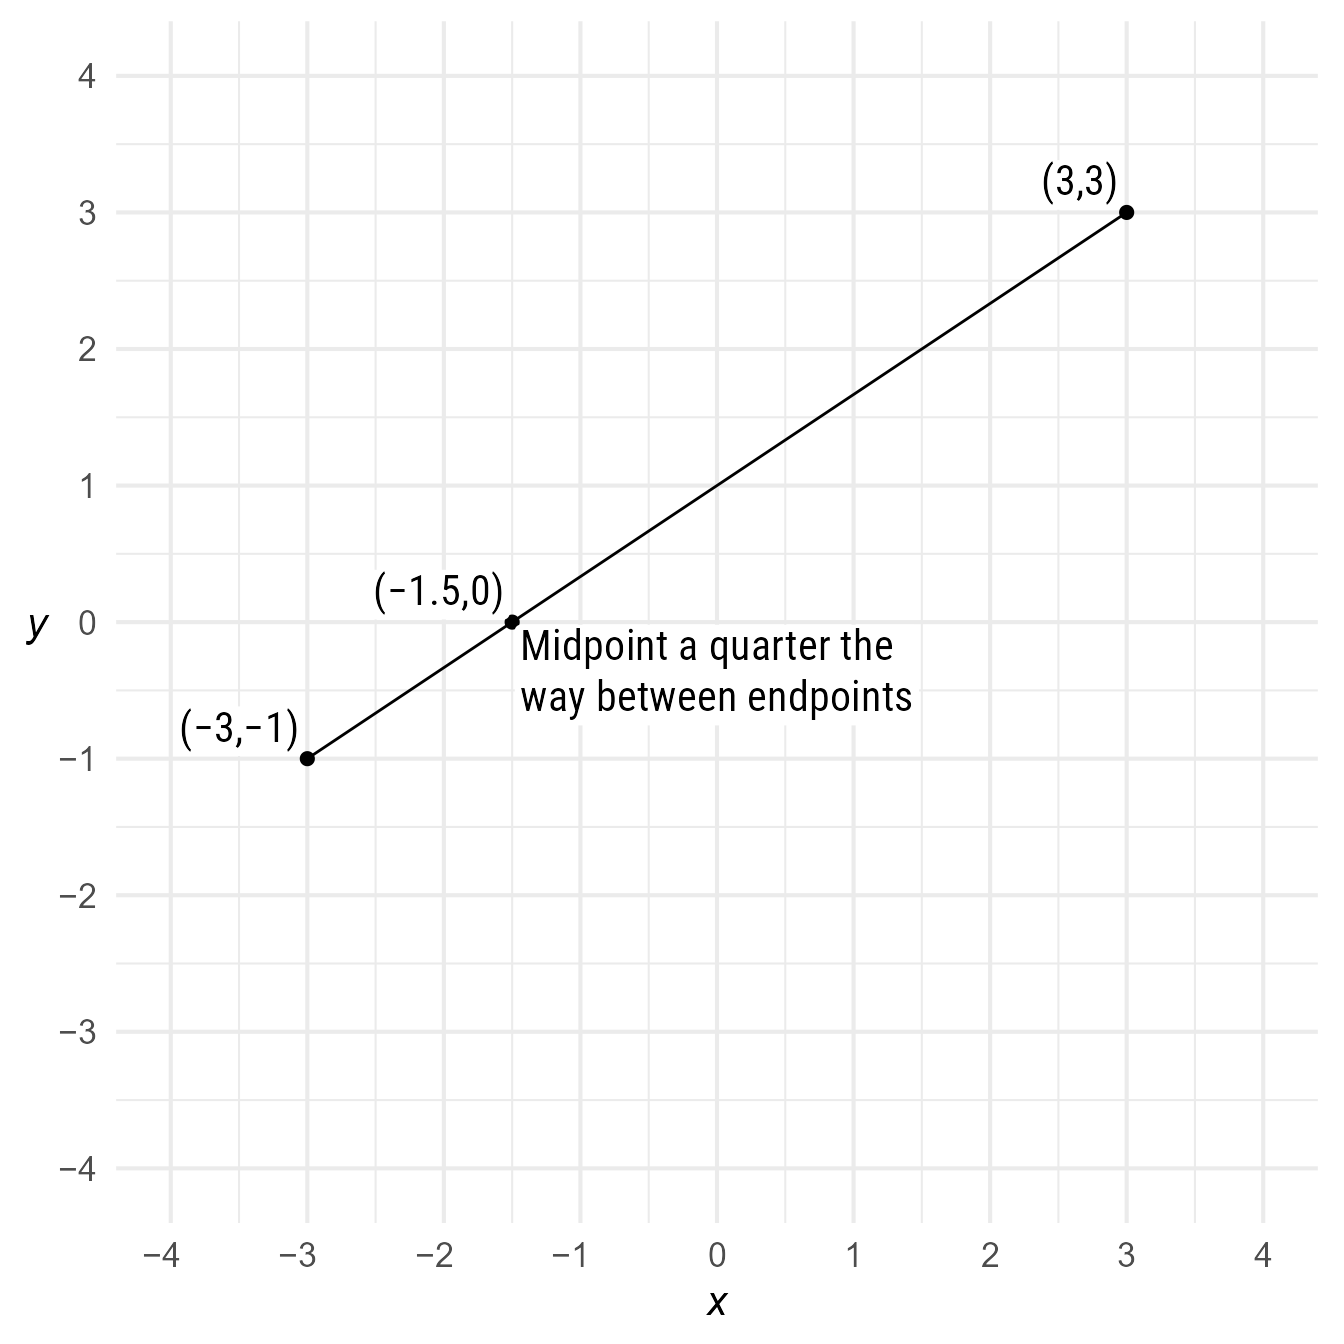 4
(3,3)
3
2
1
(−1.5,0)
y 0
Midpoint a quarter the
way between endpoints
(−3,−1)
−1
−2
−3
−4
−4 −3 −2 −1 0 1 2 3 4
x